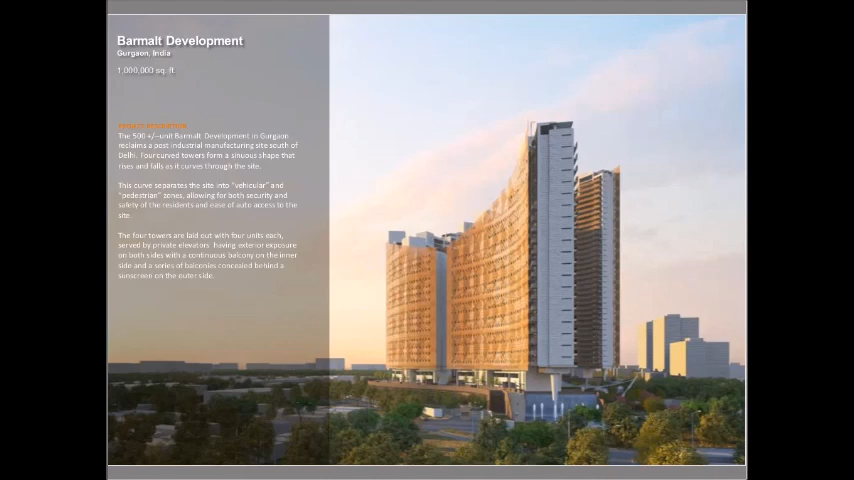 Barmalt Development
Gurgaon, India
1,000,000 sq. ft.
PROJECT DESCRIPTION
The 500 +/- unit Barmalt Development in Gurgaon
reclaims a post industrial manufacturing site south of
Delhi. Four curved towers form a sinuous shape that
rises and falls as it curves through the site.
This curve separates the site into “vehicular” and
“pedestrian” zones, allowing for both security and
safety of the residents and ease of auto access to the
site.
The four towers are laid out with four units each,
served by private elevators having exterior exposure
on both sides with a continuous balcony on the inner
side and a series of balconies concealed behind a
sunscreen on the outer side.